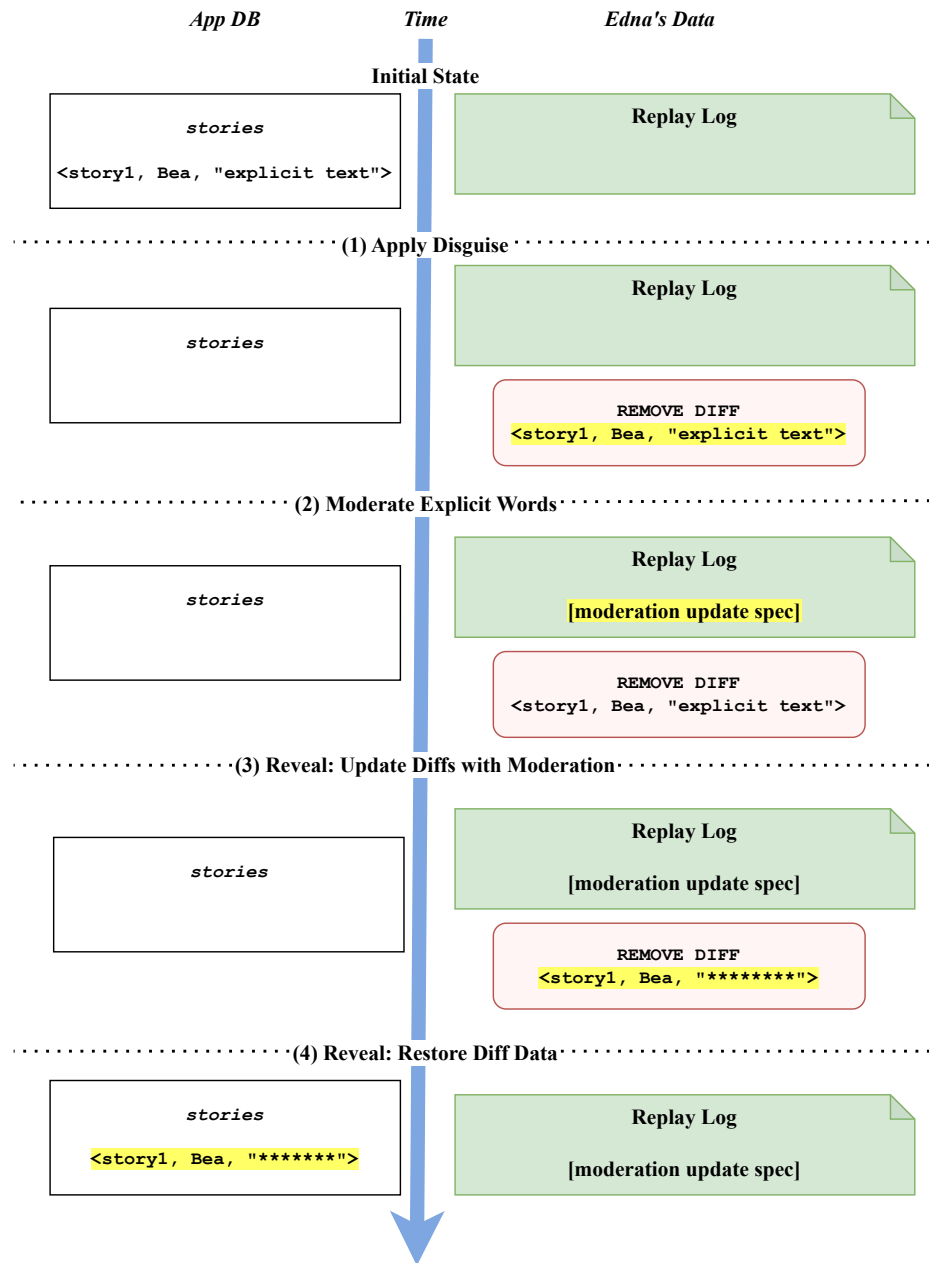 App DB
Time
Edna's Data
Initial State
stories
<story1, Bea, "explicit text">
Replay Log
(1) Apply Disguise
stories
Replay Log
REMOVE DIFF
<story1, Bea, "explicit text">
(2) Moderate Explicit Words
stories
Replay Log
[moderation update spec]
REMOVE DIFF
<story1, Bea, "explicit text">
(3) Reveal: Update Diffs with Moderation
stories
Replay Log
[moderation update spec]
REMOVE DIFF
<story1, Bea, "********">
(4) Reveal: Restore Diff Data
stories
<story1, Bea, "*******">
Replay Log
[moderation update spec]